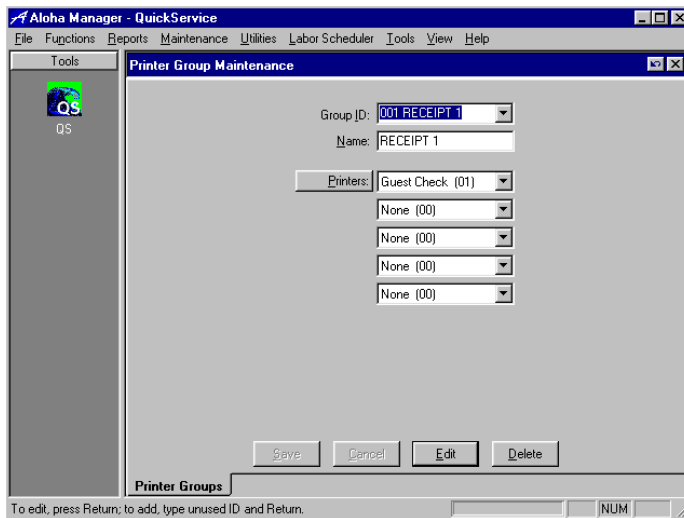 Aloha Manager - QuickService
File Functions Reports Maintenance Utilities Labor Scheduler Tools View Help
Tools
Printer Group Maintenance
QS
QS
Group ID: 001 RECEIPT 1
Name: RECEIPT 1
Printers: Guest Check (01)
None (00)
None (00)
None (00)
None (00)
Save Cancel Edit Delete
Printer Groups
To edit, press Return; to add, type unused ID and Return. NUM